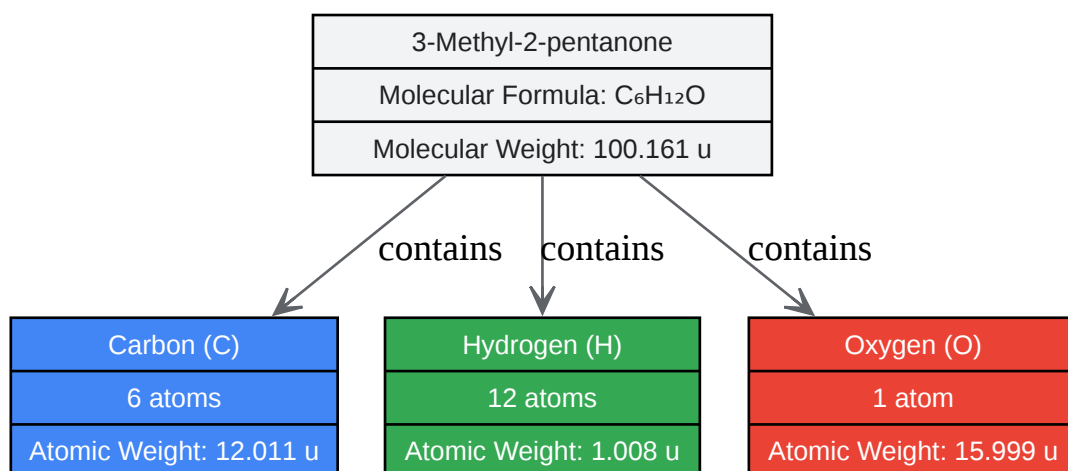 3-Methyl-2-pentanone
Molecular Formula: C₆H₁₂O
Molecular Weight: 100.161 u
contains
contains
contains
Carbon (C)
6 atoms
Atomic Weight: 12.011 u
Hydrogen (H)
12 atoms
Atomic Weight: 1.008 u
Oxygen (O)
1 atom
Atomic Weight: 15.999 u